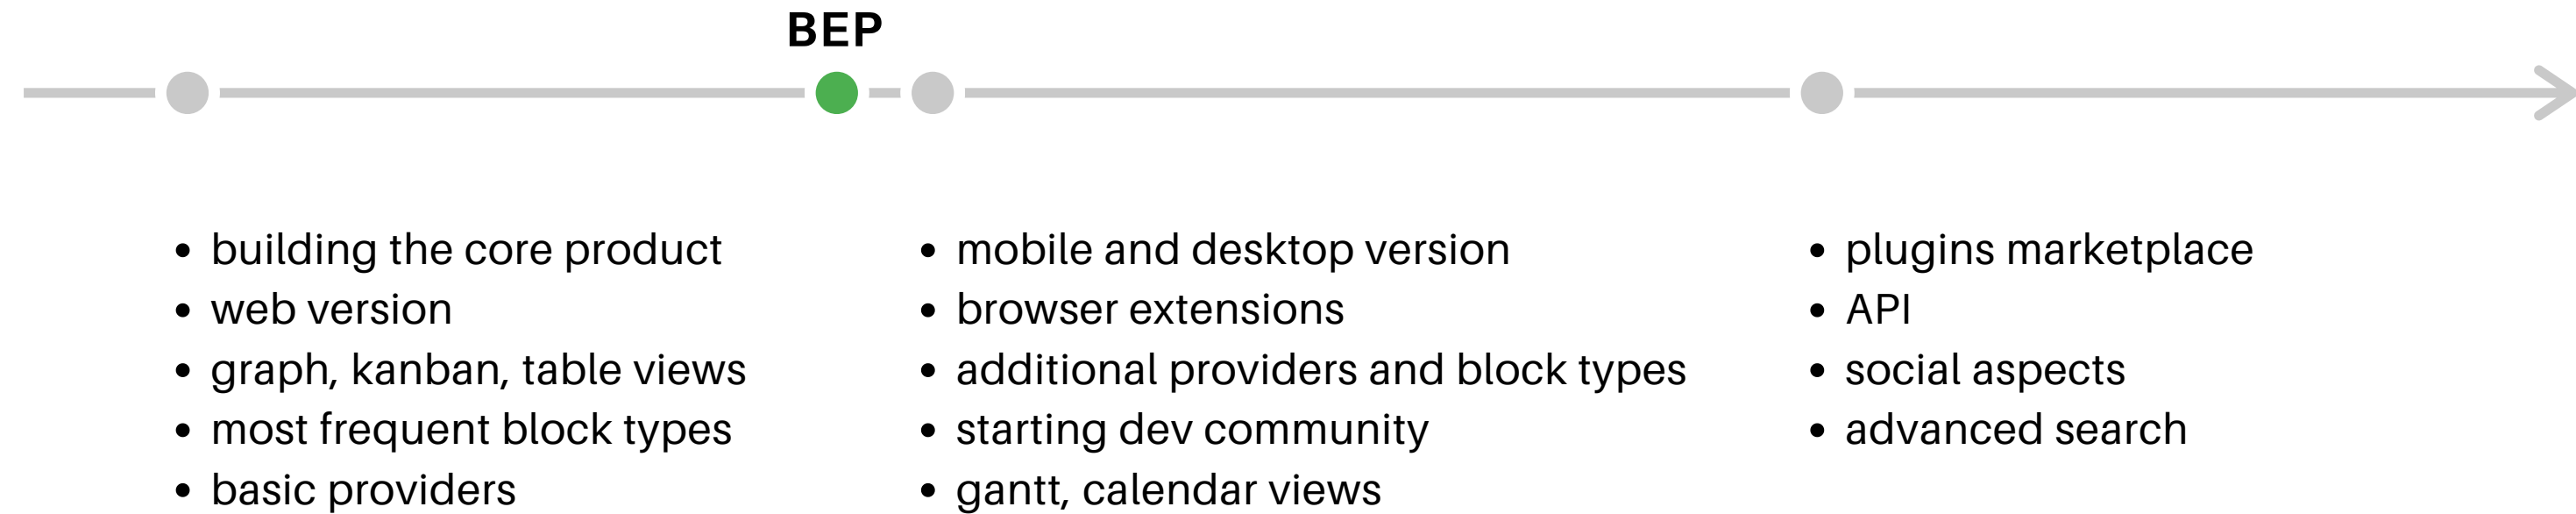 BEP
• building the core product
• web version
• graph, kanban, table views
• most frequent block types
• basic providers
• mobile and desktop version
• browser extensions
• additional providers and block types
• starting dev community
• gantt, calendar views
• plugins marketplace
• API
• social aspects
• advanced search